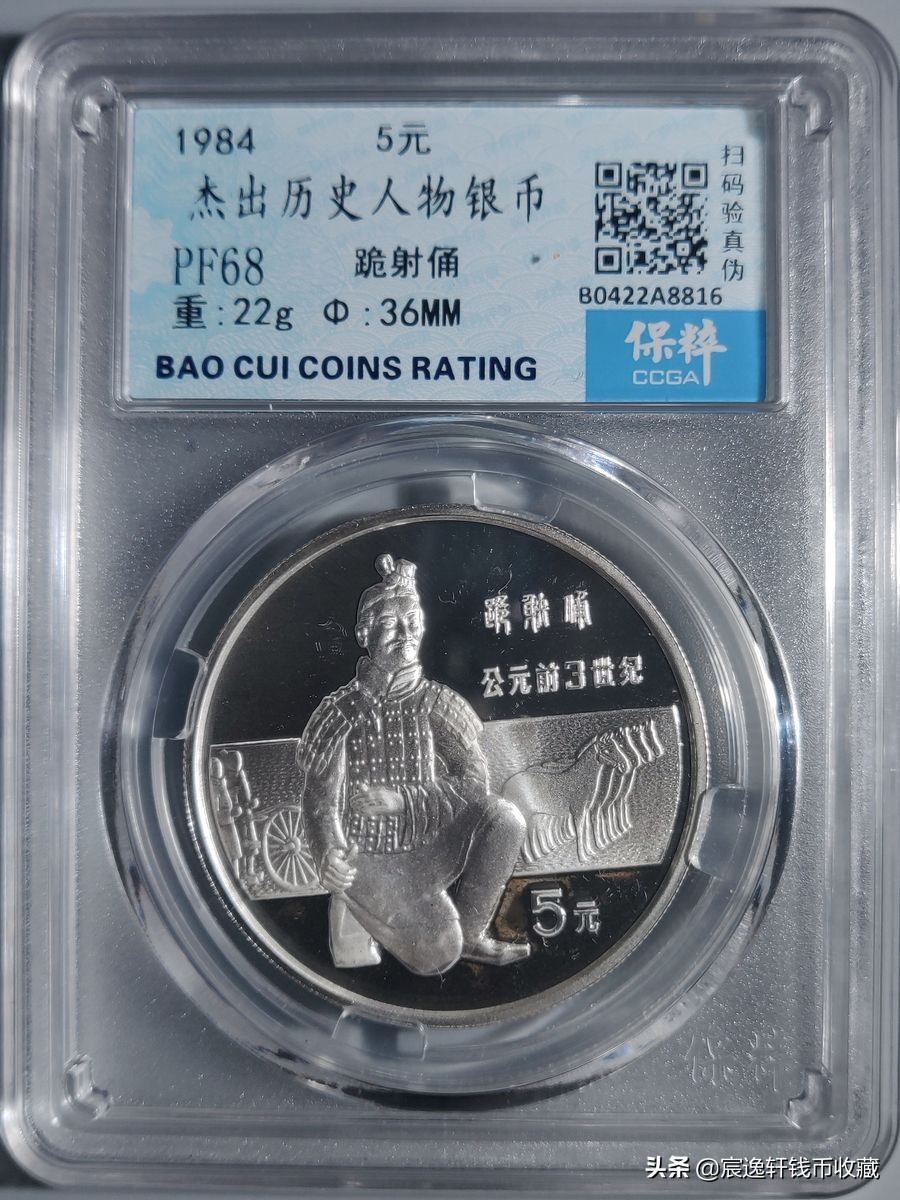 1984 5元
杰出历史人物银币
PF68 跪射俑
重:22g Φ:36MM
BAO CUI COINS RATING
扫码验真伪
B0422A8816
保粹
CCGA
跪射俑
公元前3世纪
5元
保粹
头条 @宸逸轩钱币收藏